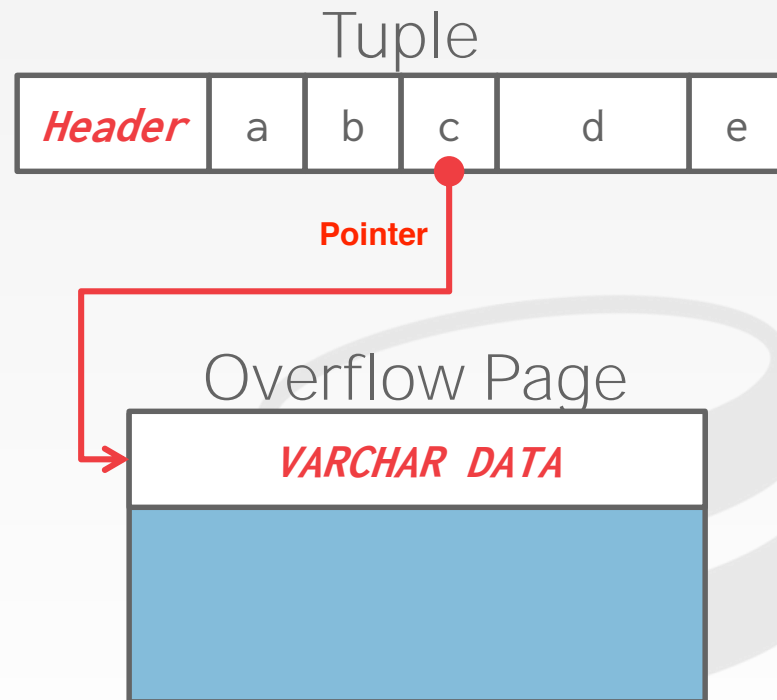 Tuple
Header a b c d e
Pointer
Overflow Page
VARCHAR DATA